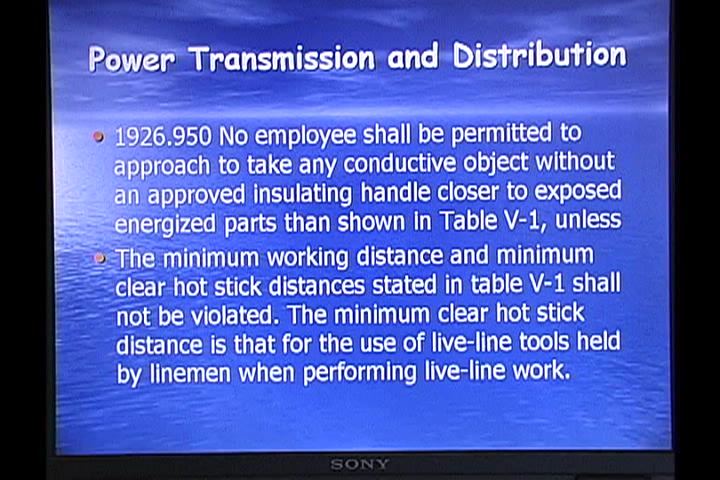 Power Transmission and Distribution
1926.950 No employee shall be permitted to
approach to take any conductive object without
an approved insulating handle closer to exposed
energized parts than shown in Table V-1, unless
The minimum working distance and minimum
clear hot stick distances stated in table V-1 shall
not be violated. The minimum clear hot stick
distance is that for the use of live-line tools held
by linemen when performing live-line work.
SONY